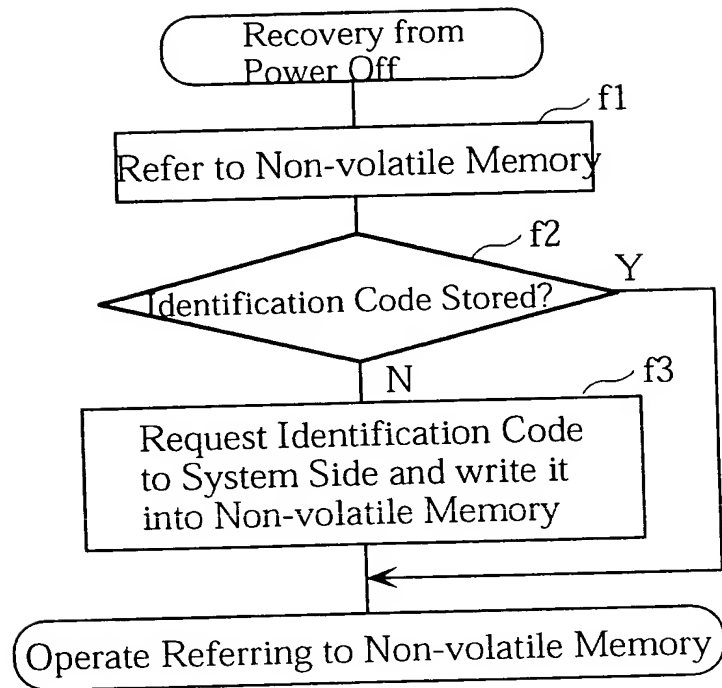 Recovery from
Power Off
f1
Refer to Non-volatile Memory
f2
Identification Code Stored?
Y
N
f3
Request Identification Code
to System Side and write it
into Non-volatile Memory
Operate Referring to Non-volatile Memory